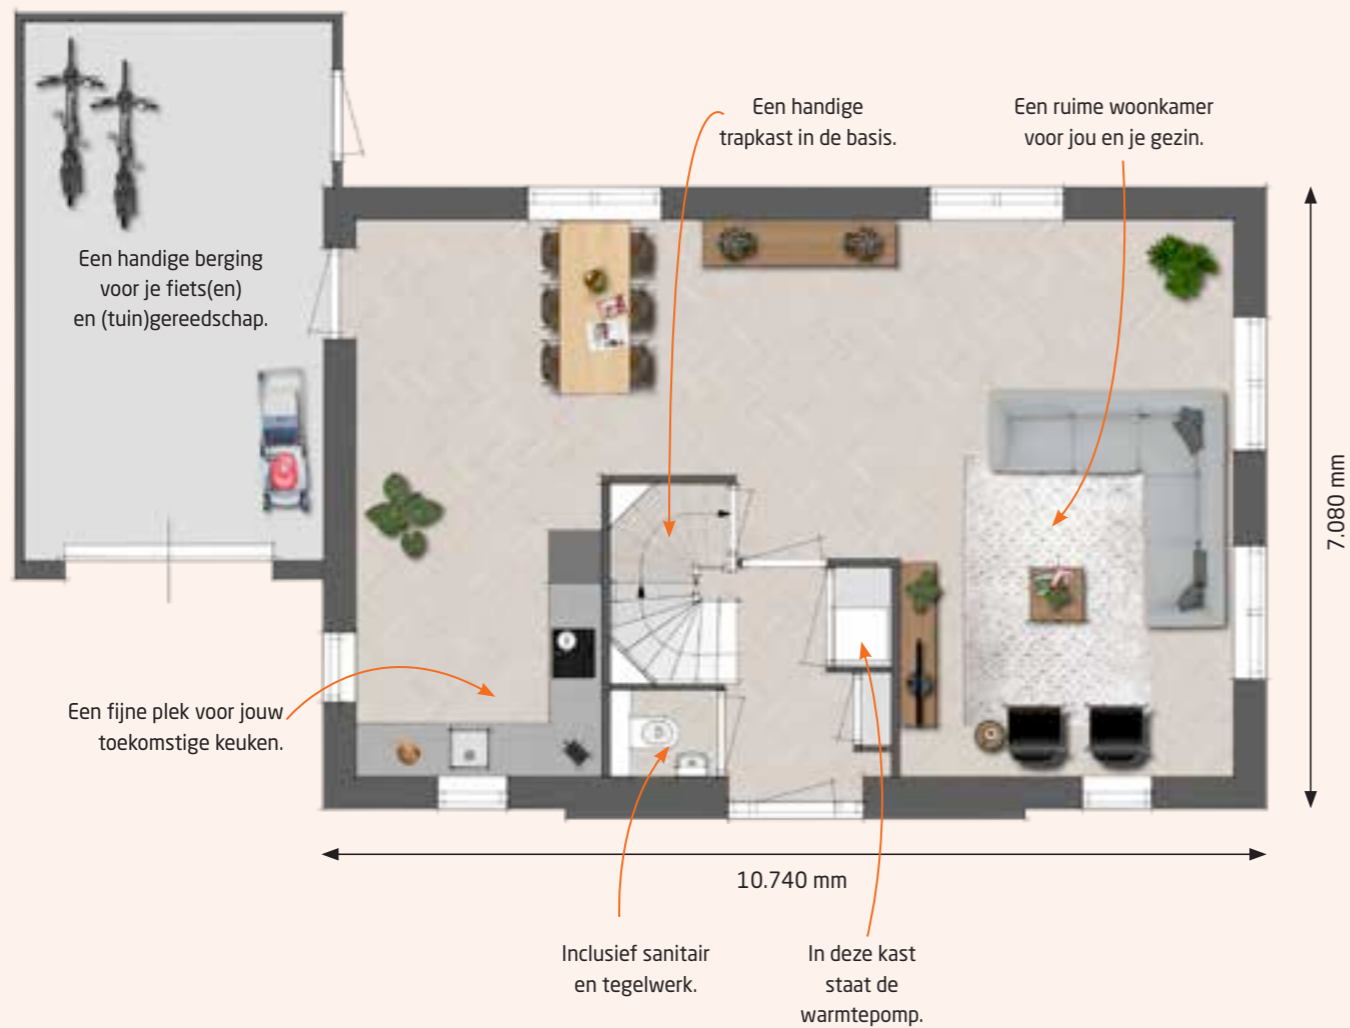 Een handige
trapkast in de basis.
Een ruime woonkamer
voor jou en je gezin.
Een handige berging
voor je fiets(en)
en (tuin)gereedschap.
7.080 mm
Een fijne plek voor jouw
toekomstige keuken.
10.740 mm
Inclusief sanitair
en tegelwerk.
In deze kast
staat de
warmtepomp.